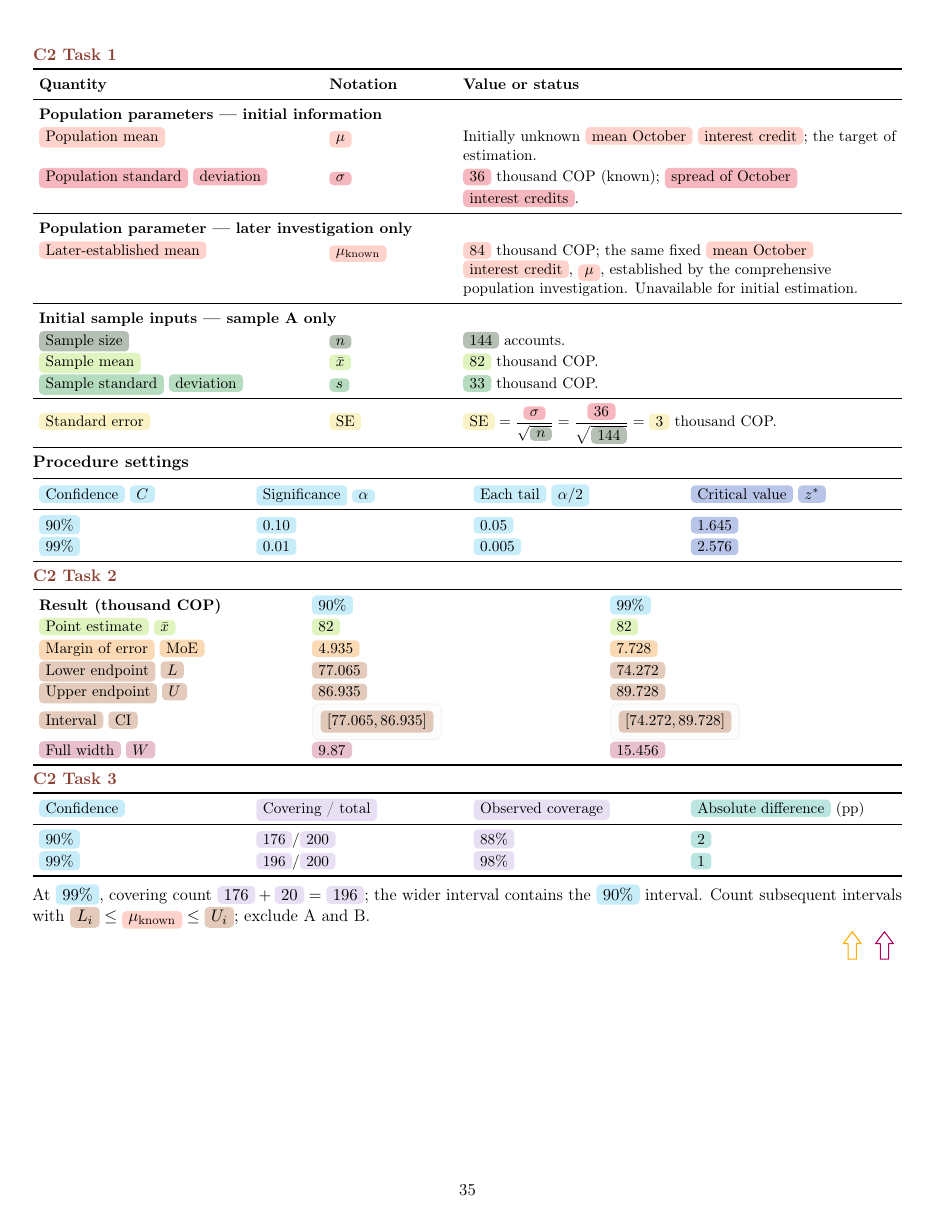 C2 Task 1
Quantity Notation Value or status
Population parameters — initial information
Population mean μ Initially unknown mean October interest credit ; the target of
estimation.
Population standard deviation σ 36 thousand COP (known); spread of October
interest credits .
Population parameter — later investigation only
Later-established mean μknown 84 thousand COP; the same fixed mean October
interest credit , μ , established by the comprehensive
population investigation. Unavailable for initial estimation.
Initial sample inputs — sample A only
Sample size n 144 accounts.
Sample mean x̄ 82 thousand COP.
Sample standard deviation s 33 thousand COP.
Standard error SE SE = σ/√n = 36/√144 = 3 thousand COP.
Procedure settings
Confidence C Significance α Each tail α/2 Critical value z*
90% 0.10 0.05 1.645
99% 0.01 0.005 2.576
C2 Task 2
Result (thousand COP) 90% 99%
Point estimate x̄ 82 82
Margin of error MoE 4.935 7.728
Lower endpoint L 77.065 74.272
Upper endpoint U 86.935 89.728
Interval CI [77.065, 86.935] [74.272, 89.728]
Full width W 9.87 15.456
C2 Task 3
Confidence Covering / total Observed coverage Absolute difference (pp)
90% 176 / 200 88% 2
99% 196 / 200 98% 1
At 99% , covering count 176 + 20 = 196 ; the wider interval contains the 90% interval. Count subsequent intervals
with Li ≤ μknown ≤ Ui ; exclude A and B.
35